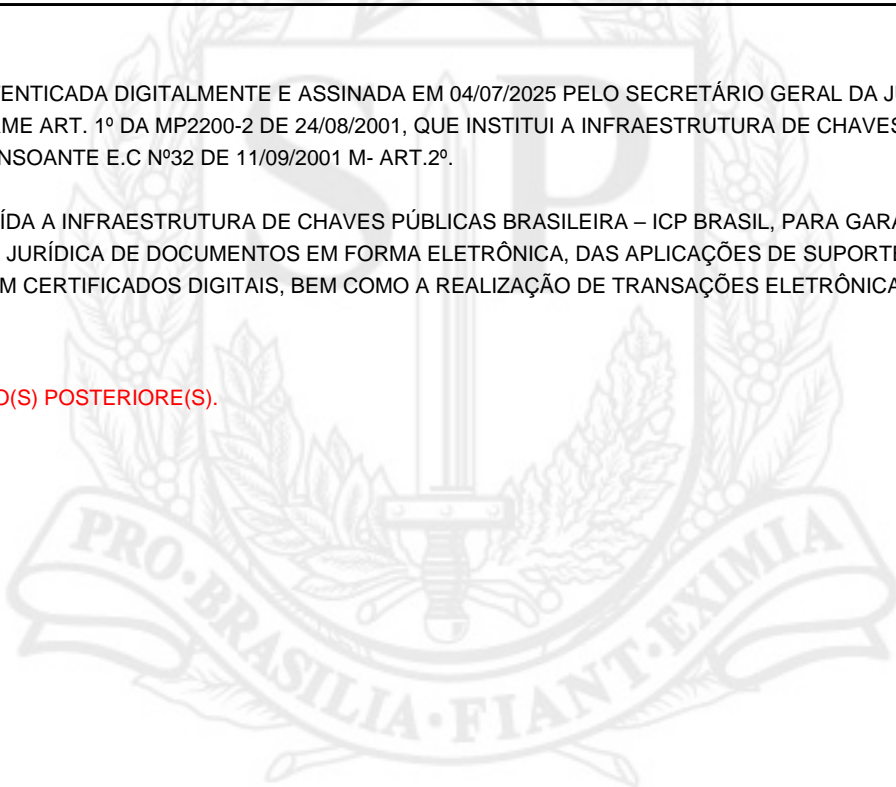 ENTICADA DIGITALMENTE E ASSINADA EM 04/07/2025 PELO SECRETÁRIO GERAL DA J
ME ART. 1º DA MP2200-2 DE 24/08/2001, QUE INSTITUI A INFRAESTRUTURA DE CHAVES
NSOANTE E.C Nº32 DE 11/09/2001 M- ART.2º.
ÍDA A INFRAESTRUTURA DE CHAVES PÚBLICAS BRASILEIRA – ICP BRASIL, PARA GARA
JURÍDICA DE DOCUMENTOS EM FORMA ELETRÔNICA, DAS APLICAÇÕES DE SUPORTE
M CERTIFICADOS DIGITAIS, BEM COMO A REALIZAÇÃO DE TRANSAÇÕES ELETRÔNICA
O(S) POSTERIORE(S).
SP
PRO·BRASILIA·FIANT·EXIMIA